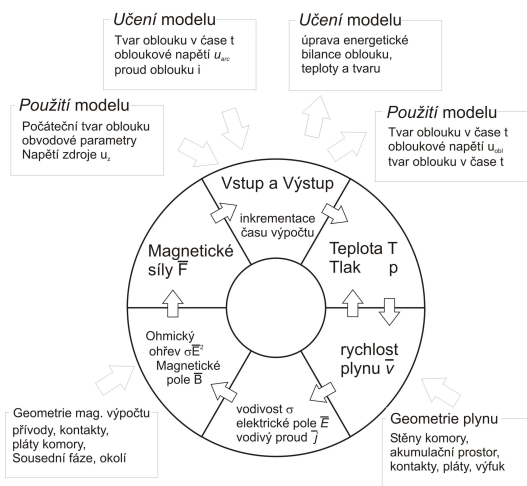 Učení modelu
Tvar oblouku v čase t
obloukové napětí u_arc
proud oblouku i
Učení modelu
úprava energetické
bilance oblouku,
teploty a tvaru
Použití modelu
Počáteční tvar oblouku
obvodové parametry
Napětí zdroje u_z
Použití modelu
Tvar oblouku v čase t
obloukové napětí u_obl
tvar oblouku v čase t
Vstup a Výstup
inkrementace
času výpočtu
Magnetické
síly F̅
Teplota T
Tlak p
Ohmický
ohřev σE̅²
Magnetické
pole B̅
rychlost
plynu v̅
vodivost σ
elektrické pole E̅
vodivý proud j̅
Geometrie mag. výpočtu
přívody, kontakty,
pláty komory,
Sousední fáze, okolí
Geometrie plynu
Stěny komory,
akumulační prostor,
kontakty, pláty, výfuk